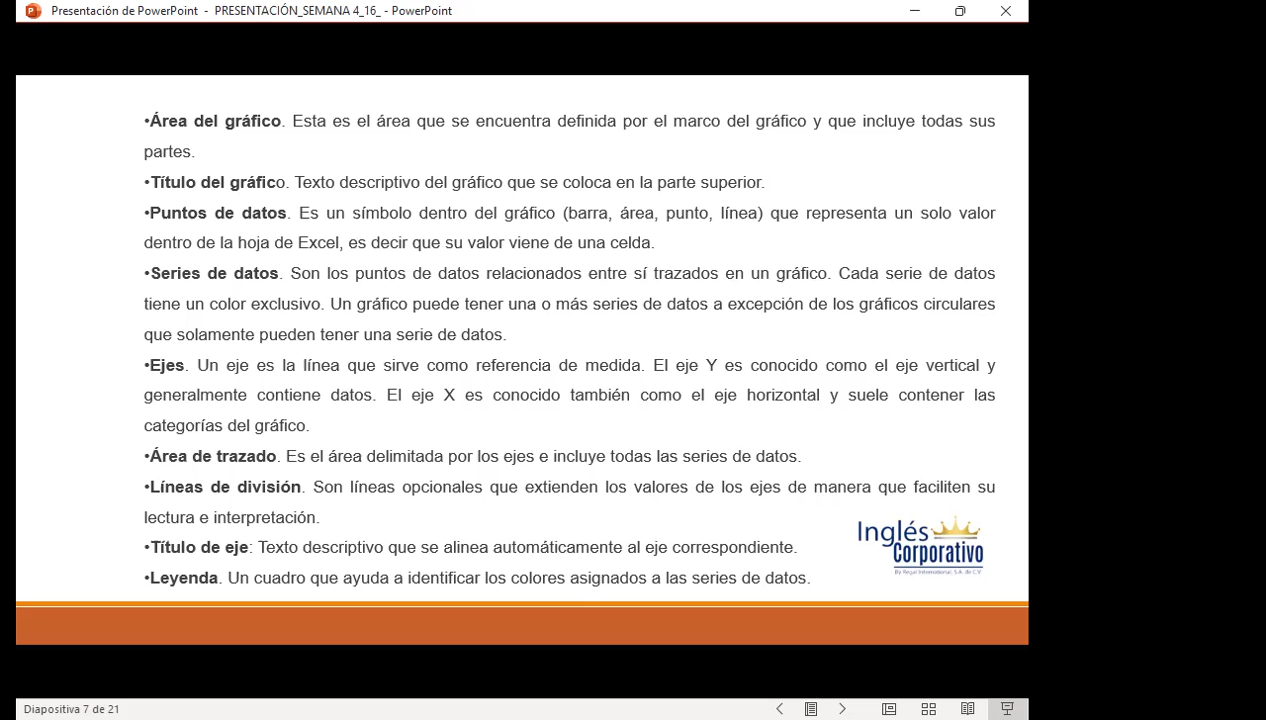 Presentación de PowerPoint - PRESENTACIÓN_SEMANA 4_16_ - PowerPoint
•Área del gráfico. Esta es el área que se encuentra definida por el marco del gráfico y que incluye todas sus
partes.
•Título del gráfico. Texto descriptivo del gráfico que se coloca en la parte superior.
•Puntos de datos. Es un símbolo dentro del gráfico (barra, área, punto, línea) que representa un solo valor
dentro de la hoja de Excel, es decir que su valor viene de una celda.
•Series de datos. Son los puntos de datos relacionados entre sí trazados en un gráfico. Cada serie de datos
tiene un color exclusivo. Un gráfico puede tener una o más series de datos a excepción de los gráficos circulares
que solamente pueden tener una serie de datos.
•Ejes. Un eje es la línea que sirve como referencia de medida. El eje Y es conocido como el eje vertical y
generalmente contiene datos. El eje X es conocido también como el eje horizontal y suele contener las
categorías del gráfico.
•Área de trazado. Es el área delimitada por los ejes e incluye todas las series de datos.
•Líneas de división. Son líneas opcionales que extienden los valores de los ejes de manera que faciliten su
lectura e interpretación.
•Título de eje: Texto descriptivo que se alinea automáticamente al eje correspondiente.
•Leyenda. Un cuadro que ayuda a identificar los colores asignados a las series de datos.
Inglés
Corporativo
By Regal International, S.A. de C.V.
Diapositiva 7 de 21